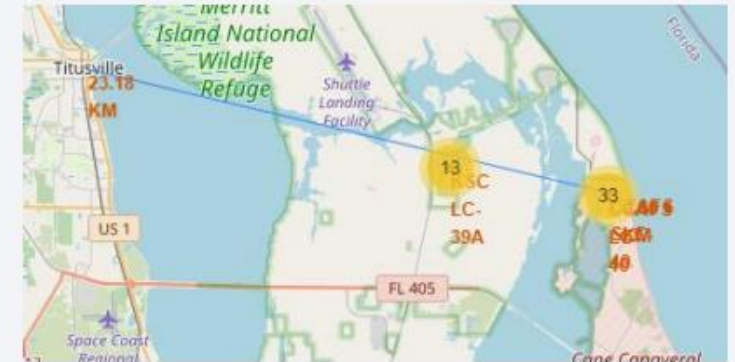 Merritt
Island National
Wildlife
Refuge
Florida
Titusville
23.18
KM
Shuttle
Landing
Facility
13
KSC
LC-
39A
33
40
US 1
FL 405
Space Coast
Regional
Cape Canaveral